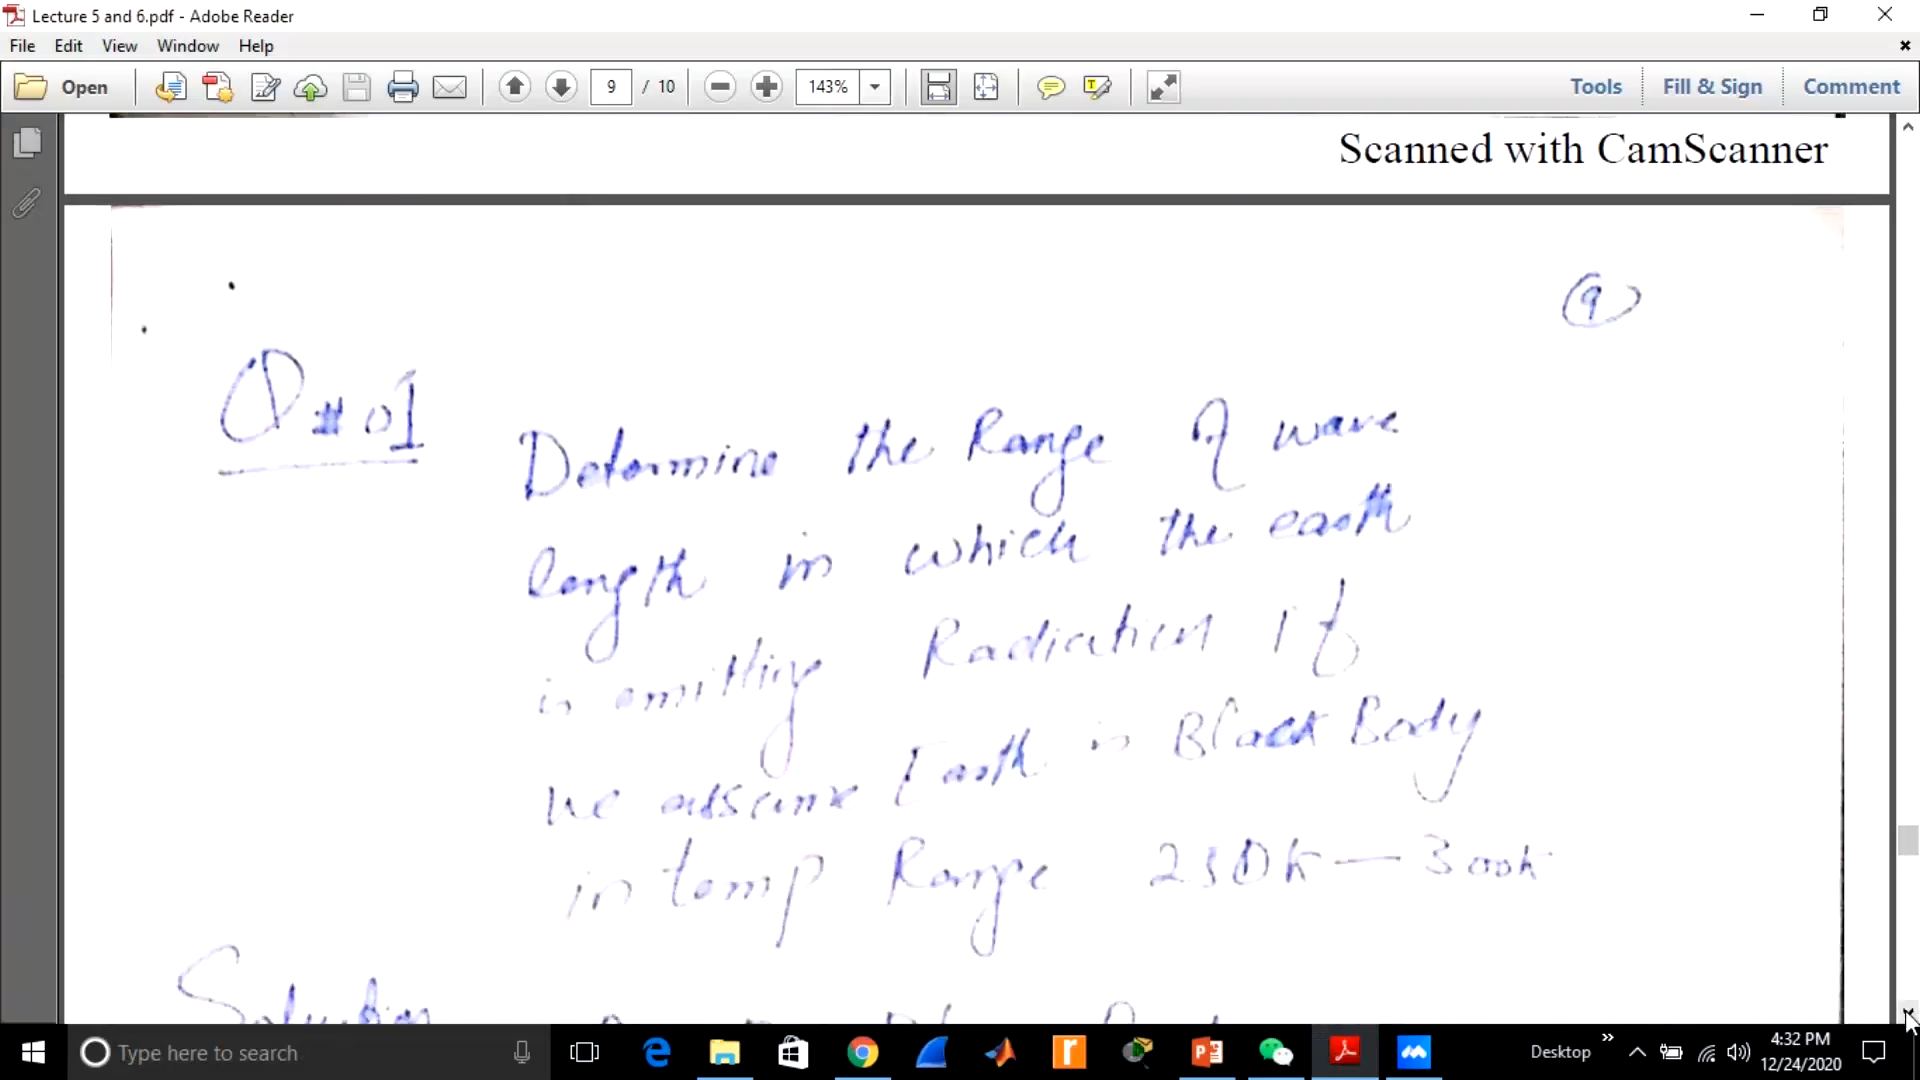 Lecture 5 and 6.pdf - Adobe Reader
File Edit View Window Help
Open 9 / 10 143% Tools Fill & Sign Comment
Scanned with CamScanner
9
Q#01
Determine the Range of wave
length in which the earth
is emitting Radiation if
we assume Earth is Black Body
in temp Range K — 300K
Solution
Type here to search
Desktop
4:32 PM
12/24/2020